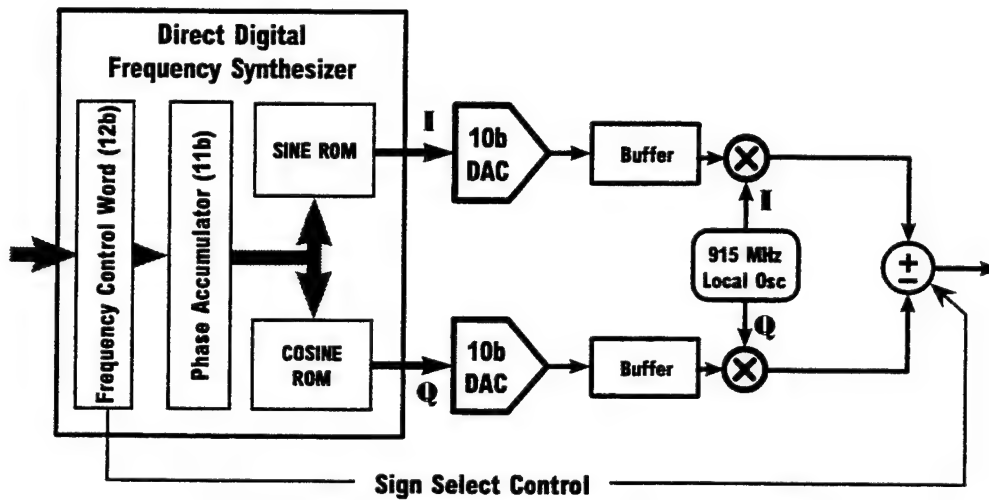 Direct Digital
Frequency Synthesizer
Frequency Control Word (12b)
Phase Accumulator (11b)
SINE ROM
COSINE
ROM
I
10b
DAC
Buffer
I
915 MHz
Local Osc
Q
Q
10b
DAC
Buffer
Sign Select Control